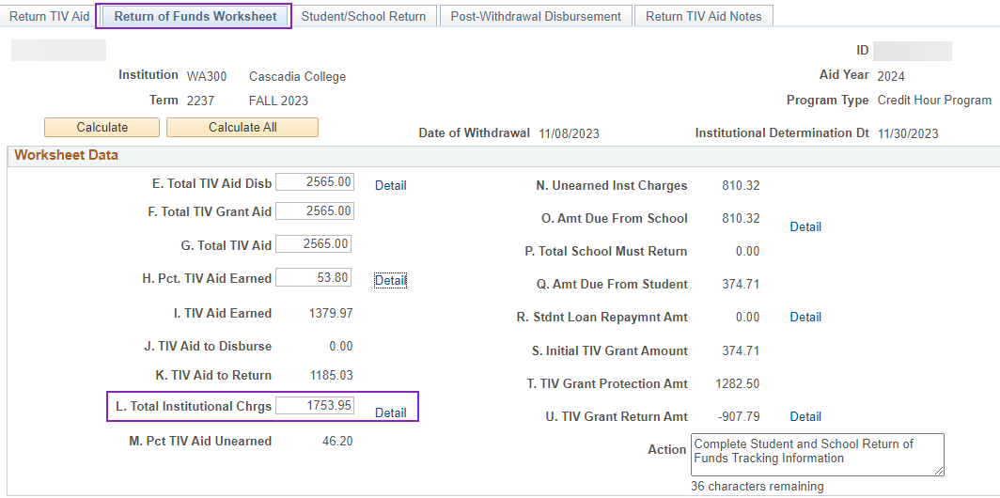 Return TIV Aid Return of Funds Worksheet Student/School Return Post-Withdrawal Disbursement Return TIV Aid Notes
ID
Institution WA300 Cascadia College Aid Year 2024
Term 2237 FALL 2023 Program Type Credit Hour Program
Calculate Calculate All Date of Withdrawal 11/08/2023 Institutional Determination Dt 11/30/2023
Worksheet Data
E. Total TIV Aid Disb 2565.00 Detail
F. Total TIV Grant Aid 2565.00
G. Total TIV Aid 2565.00
H. Pct. TIV Aid Earned 53.80 Detail
I. TIV Aid Earned 1379.97
J. TIV Aid to Disburse 0.00
K. TIV Aid to Return 1185.03
L. Total Institutional Chrgs 1753.95 Detail
M. Pct TIV Aid Unearned 46.20
N. Unearned Inst Charges 810.32
O. Amt Due From School 810.32 Detail
P. Total School Must Return 0.00
Q. Amt Due From Student 374.71
R. Stdnt Loan Repaymnt Amt 0.00 Detail
S. Initial TIV Grant Amount 374.71
T. TIV Grant Protection Amt 1282.50
U. TIV Grant Return Amt -907.79 Detail
Action Complete Student and School Return of
Funds Tracking Information
36 characters remaining